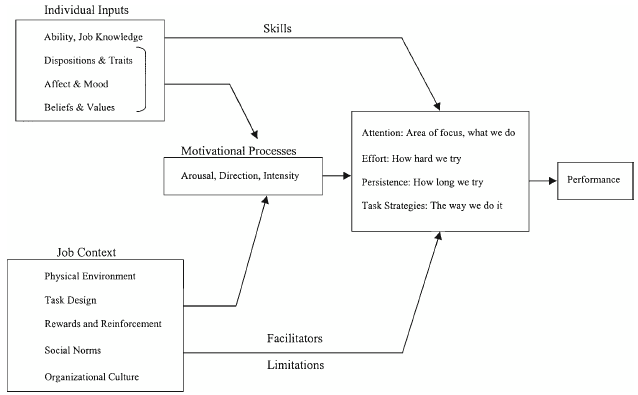 Individual Inputs
Ability, Job Knowledge
Dispositions & Traits
Affect & Mood
Beliefs & Values
Skills
Motivational Processes
Arousal, Direction, Intensity
Attention: Area of focus, what we do
Effort: How hard we try
Persistence: How long we try
Task Strategies: The way we do it
Performance
Job Context
Physical Environment
Task Design
Rewards and Reinforcement
Social Norms
Organizational Culture
Facilitators
Limitations